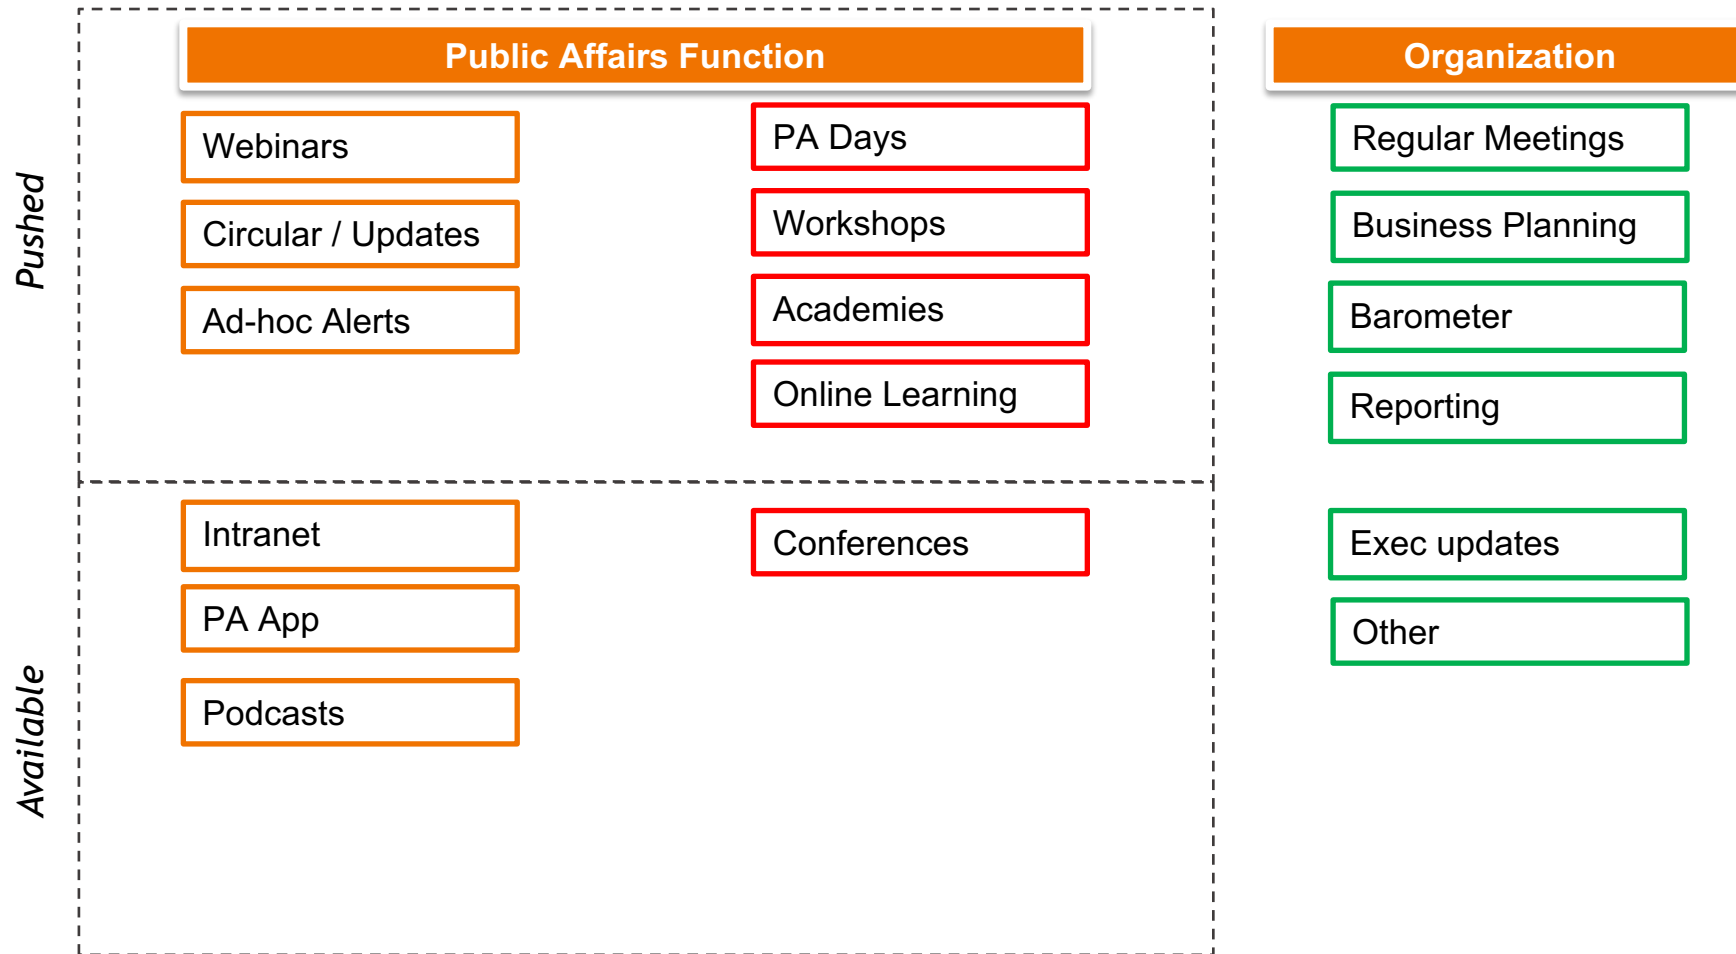 Public Affairs Function
Organization
Pushed
Webinars
Circular / Updates
Ad-hoc Alerts
PA Days
Workshops
Academies
Online Learning
Regular Meetings
Business Planning
Barometer
Reporting
Available
Intranet
PA App
Podcasts
Conferences
Exec updates
Other